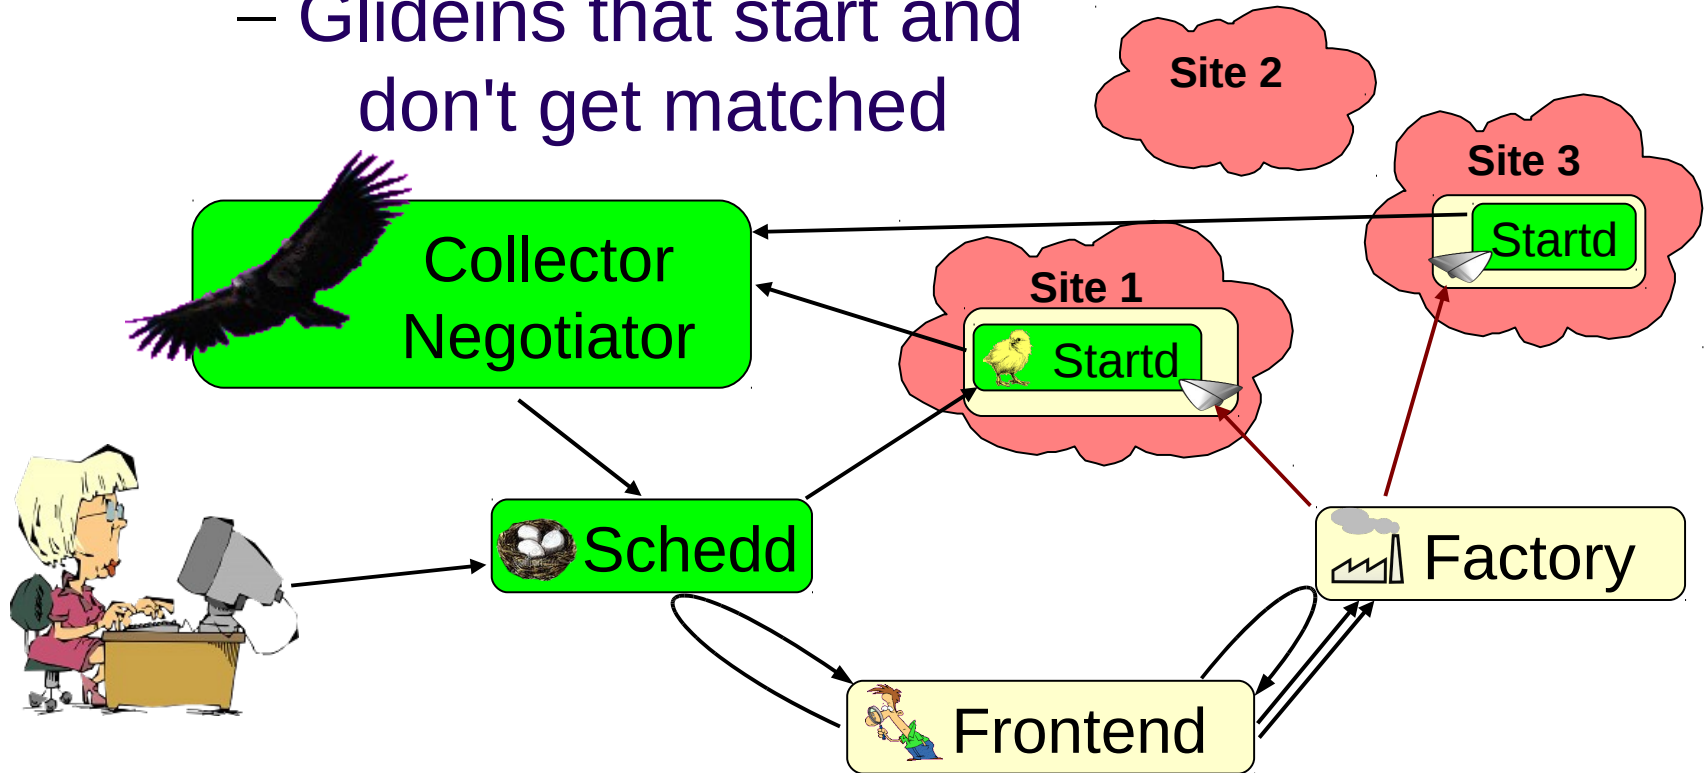 – Glideins that start and
don't get matched
Site 2
Site 3
Startd
Collector
Negotiator
Site 1
Startd
Schedd
Factory
Frontend